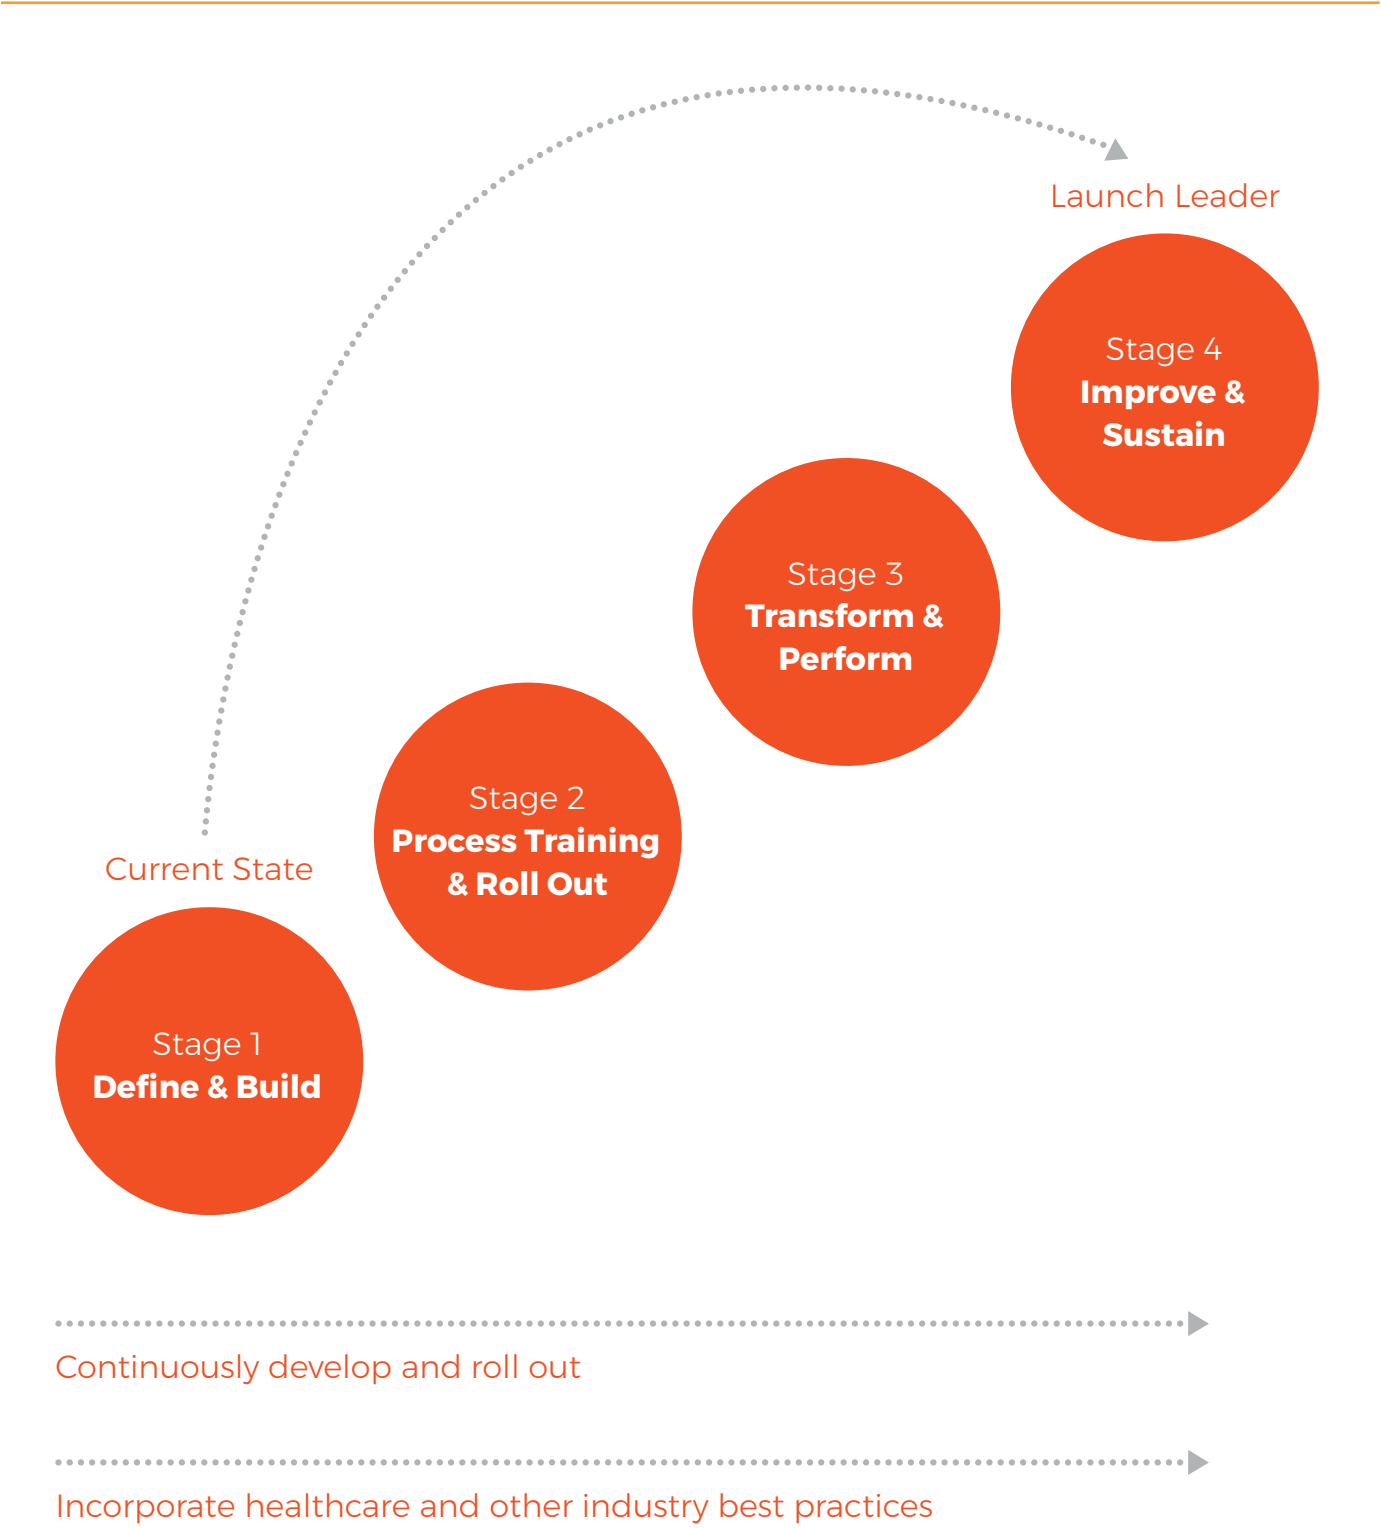 Launch Leader
Stage 4
Improve &
Sustain
Stage 3
Transform &
Perform
Stage 2
Process Training
& Roll Out
Current State
Stage 1
Define & Build
Continuously develop and roll out
Incorporate healthcare and other industry best practices